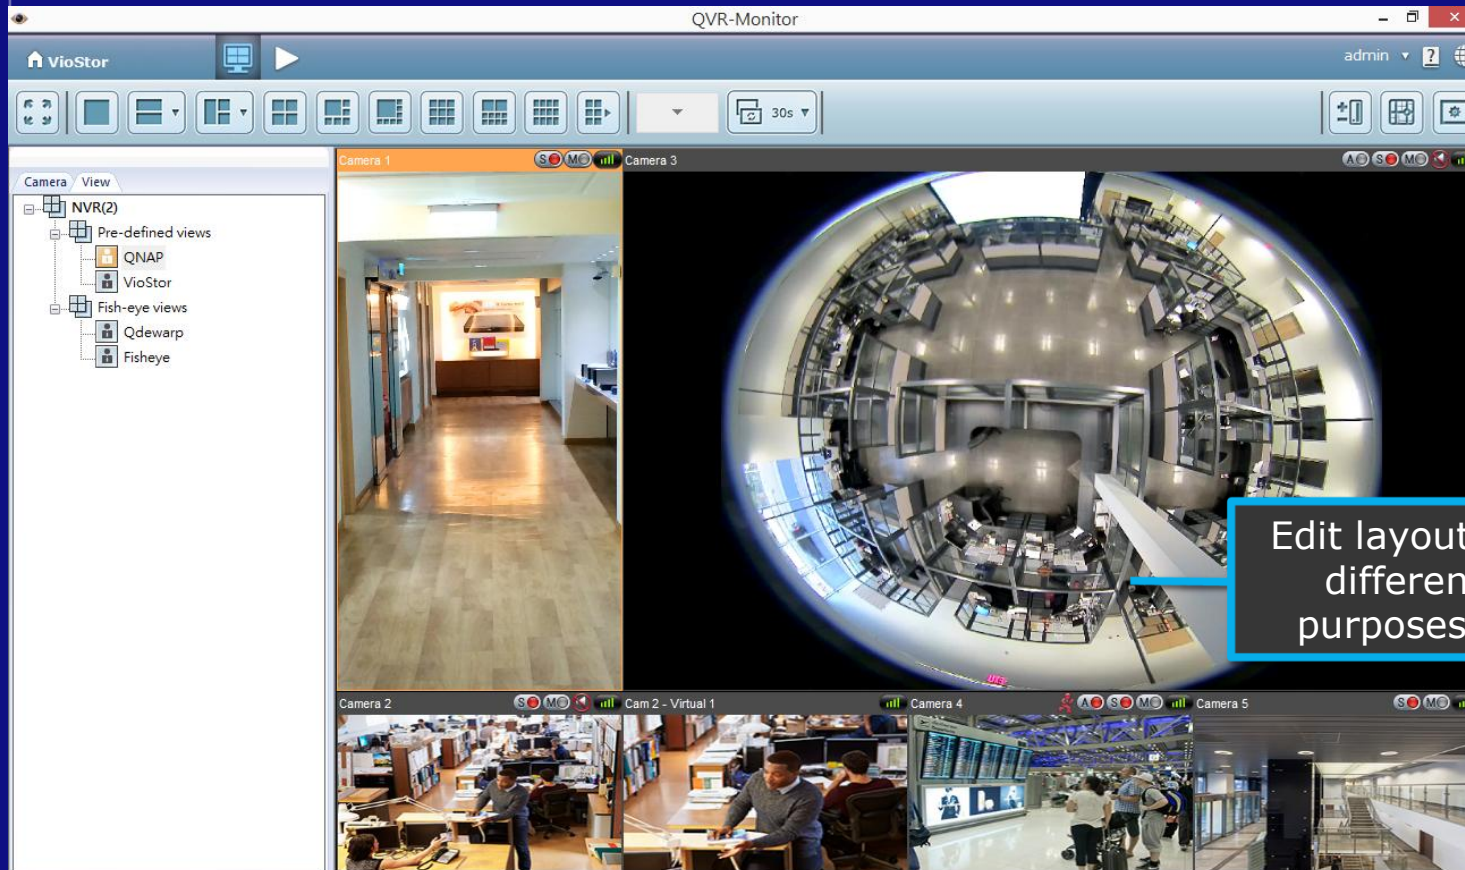 QVR-Monitor
VioStor
admin
?
30s
Camera View
NVR(2)
Pre-defined views
QNAP
VioStor
Fish-eye views
Qdewarp
Fisheye
Camera 1
S M
Camera 3
A S M
Edit layout
differen
purposes
Camera 2
S M
Cam 2 - Virtual 1
Camera 4
A S M
Camera 5
S M